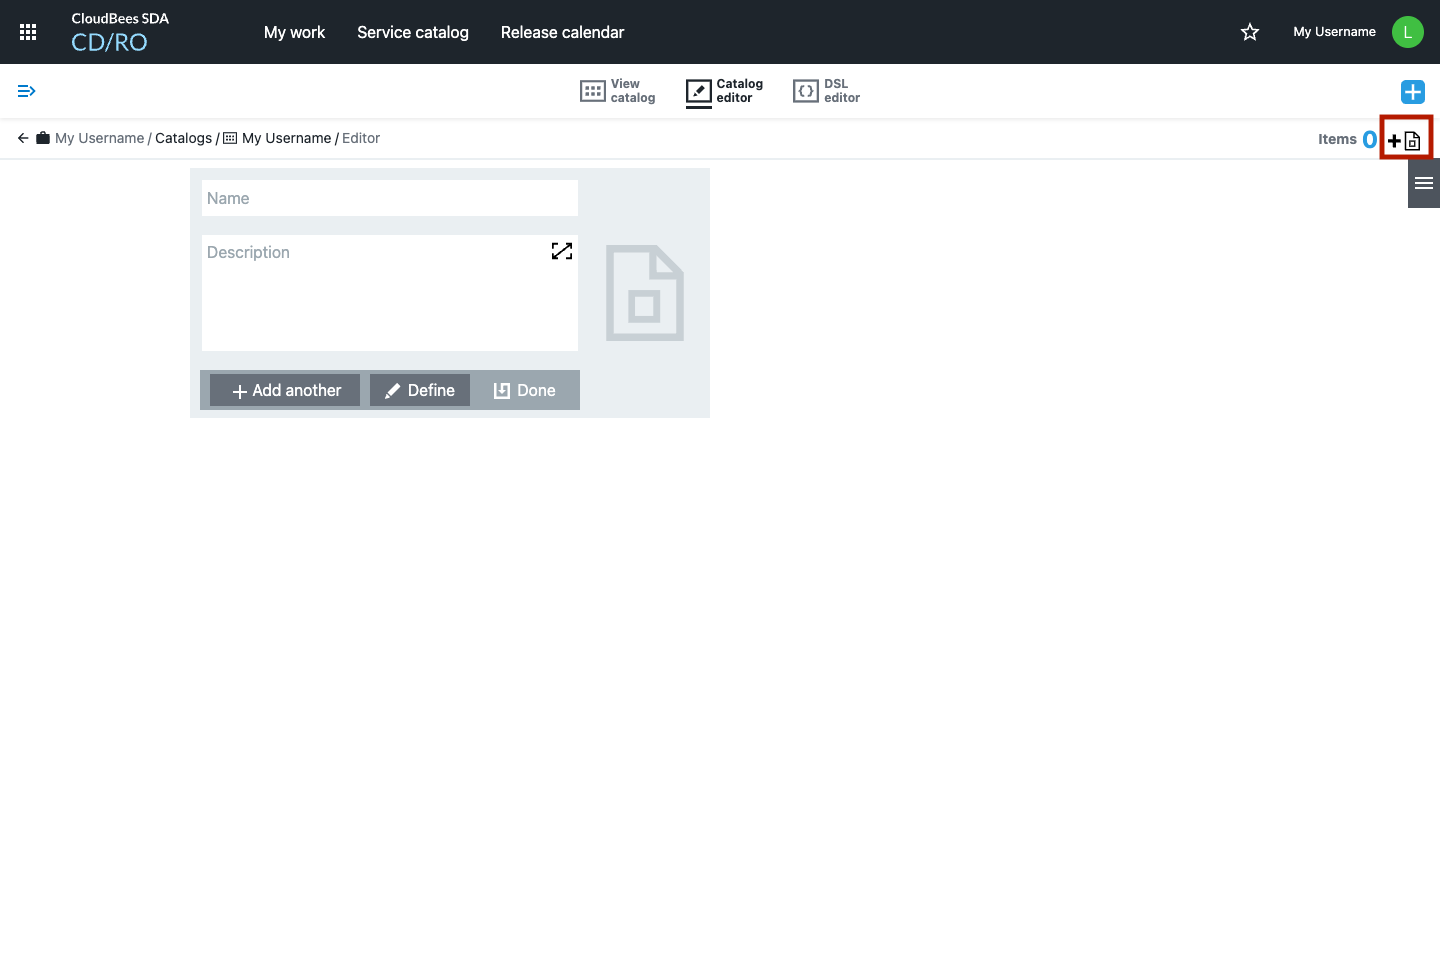 CloudBees SDA
CD/RO
My work
Service catalog
Release calendar
My Username
L
View
catalog
Catalog
editor
DSL
editor
My Username / Catalogs / My Username / Editor
Items 0
Name
Description
Add another
Define
Done